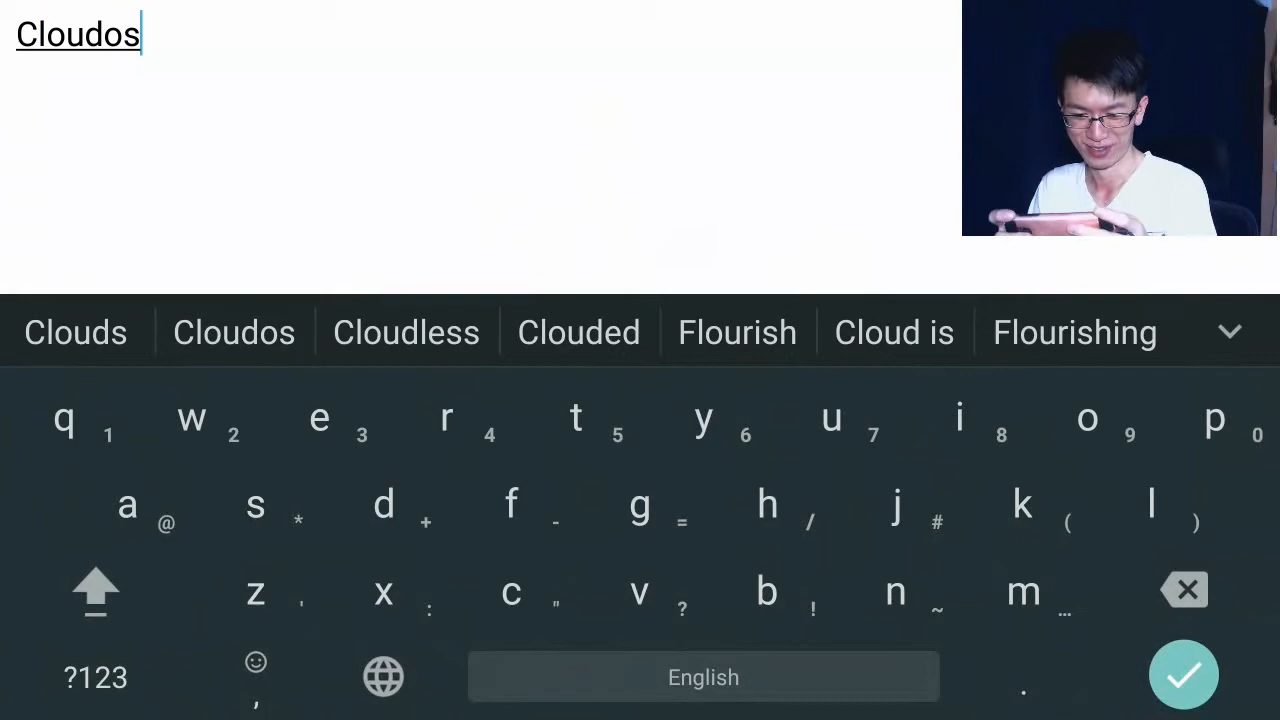 Cloudos
Clouds Cloudos Cloudless Clouded Flourish Cloud is Flourishing
q 1 w 2 e 3 r 4 t 5 y 6 u 7 i 8 o 9 p 0
a @ s * d + f - g = h / j # k ( l )
z ' x : c " v ? b ! n ~ m …
?123 , English .